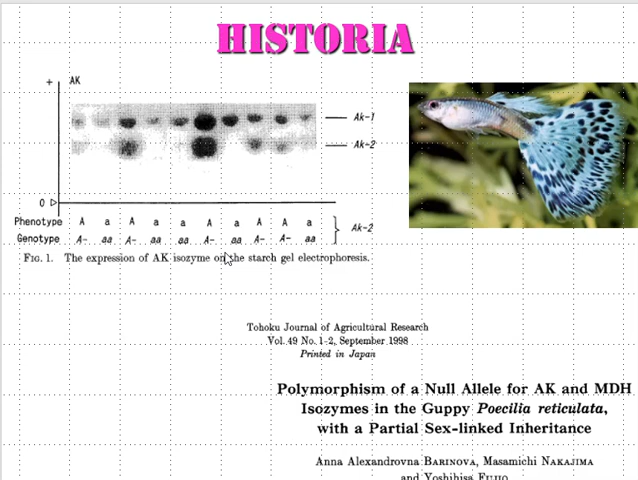 HISTORIA
+ AK
Ak-1
Ak-2
0
Phenotype A a A a a A a A A a
Genotype A- aa A- aa aa A- aa A- A- aa
Ak-2
FIG. 1. The expression of AK isozyme on the starch gel electrophoresis.
Tohoku Journal of Agricultural Research
Vol. 49 No. 1-2, September 1998
Printed in Japan
Polymorphism of a Null Allele for AK and MDH
Isozymes in the Guppy Poecilia reticulata,
with a Partial Sex-linked Inheritance
Anna Alexandrovna BARINOVA, Masamichi NAKAJIMA
and Yoshihisa FUJIO